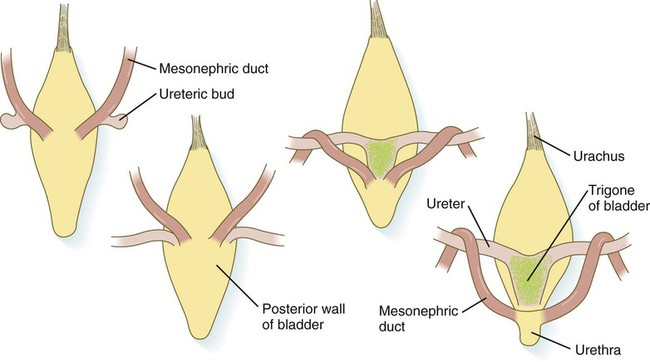 Mesonephric duct
Ureteric bud
Posterior wall
of bladder
Urachus
Trigone
of bladder
Ureter
Mesonephric
duct
Urethra